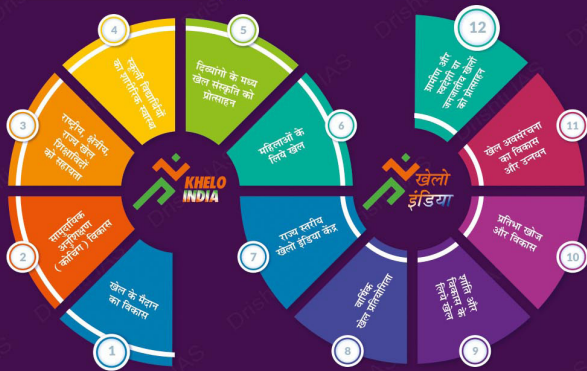 1
खेल के मैदान
का विकास
2
सामुदायिक
अनुशिक्षण
( कोचिंग ) विकास
3
राष्ट्रीय, क्षेत्रीय,
राज्य खेल
शिक्षाविदों
को सहायता
4
स्कूली विद्यार्थियों
का शारीरिक स्वास्थ्य
5
दिव्यांगों के मध्य
खेल संस्कृति को
प्रोत्साहन
6
महिलाओं के
लिये खेल
KHELO
INDIA
खेलो
इंडिया
7
राज्य स्तरीय
खेलो इंडिया केंद्र
8
वार्षिक
खेल प्रतियोगिता
9
शांति और
विकास के
लिये खेल
10
प्रतिभा खोज
और विकास
11
खेल अवसंरचना
का विकास
और उन्नयन
12
ग्रामीण और
स्वदेशी या
जनजातीय खेलों
को प्रोत्साहन